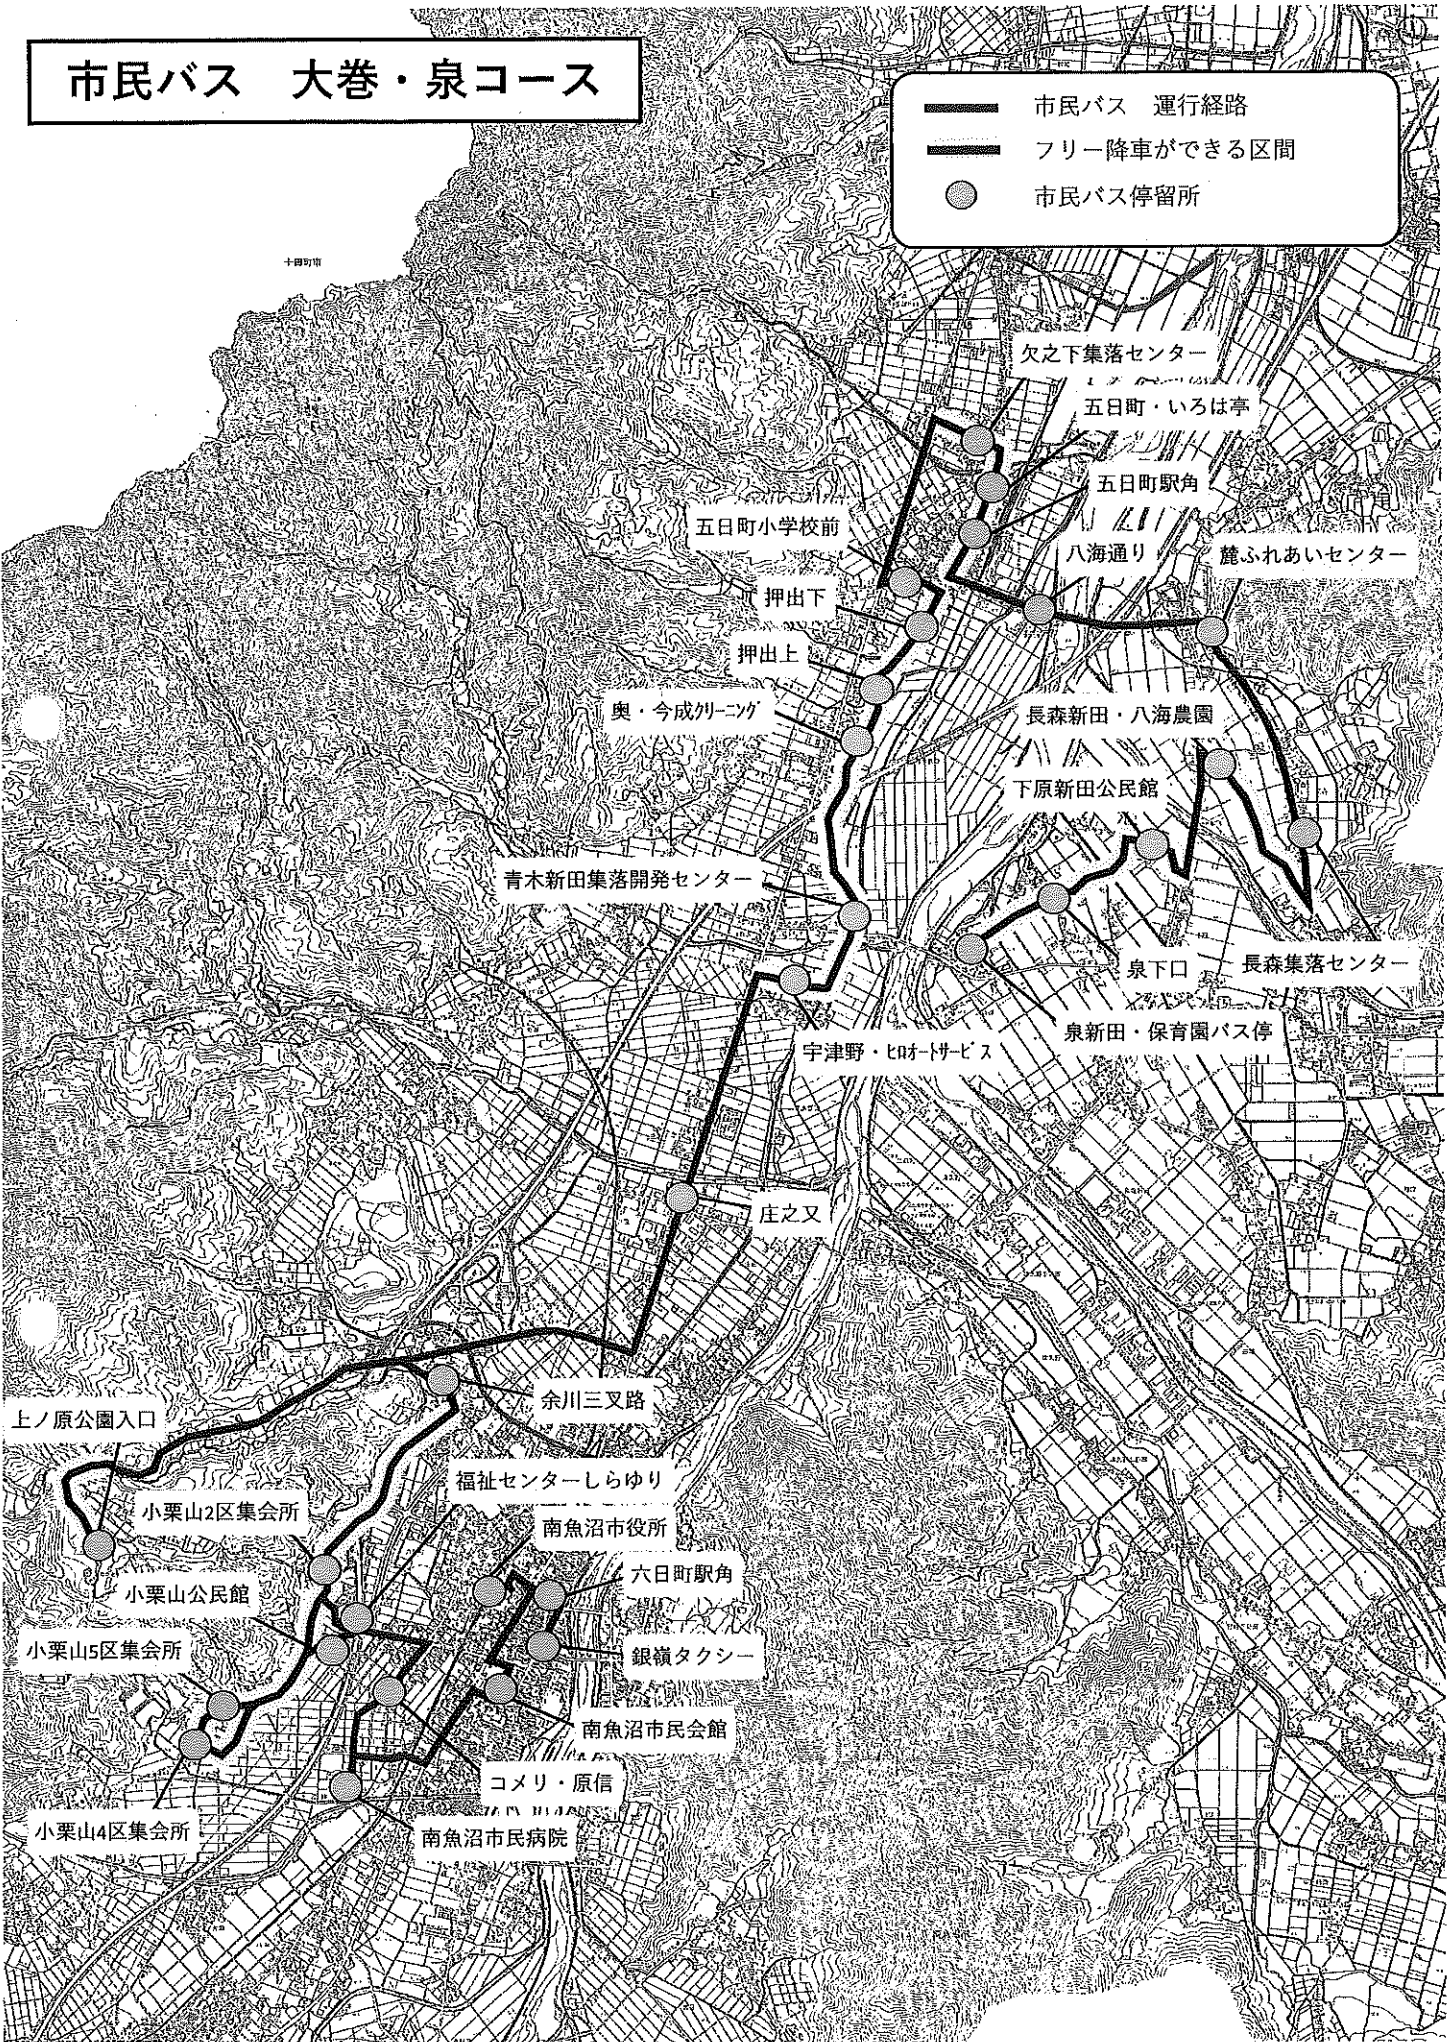 市民バス　大巻・泉コース
市民バス　運行経路
フリー降車ができる区間
市民バス停留所
十日町市
欠之下集落センター
五日町・いろは亭
五日町駅角
五日町小学校前
八海通り
麓ふれあいセンター
押出下
押出上
奥・今成ｸﾘｰﾆﾝｸﾞ
長森新田・八海農園
下原新田公民館
青木新田集落開発センター
泉下口
長森集落センター
泉新田・保育園バス停
宇津野・ﾋﾛｵｰﾄｻｰﾋﾞｽ
庄之又
余川三叉路
上ノ原公園入口
福祉センターしらゆり
小栗山2区集会所
南魚沼市役所
六日町駅角
小栗山公民館
小栗山5区集会所
銀嶺タクシー
南魚沼市民会館
コメリ・原信
小栗山4区集会所
南魚沼市民病院